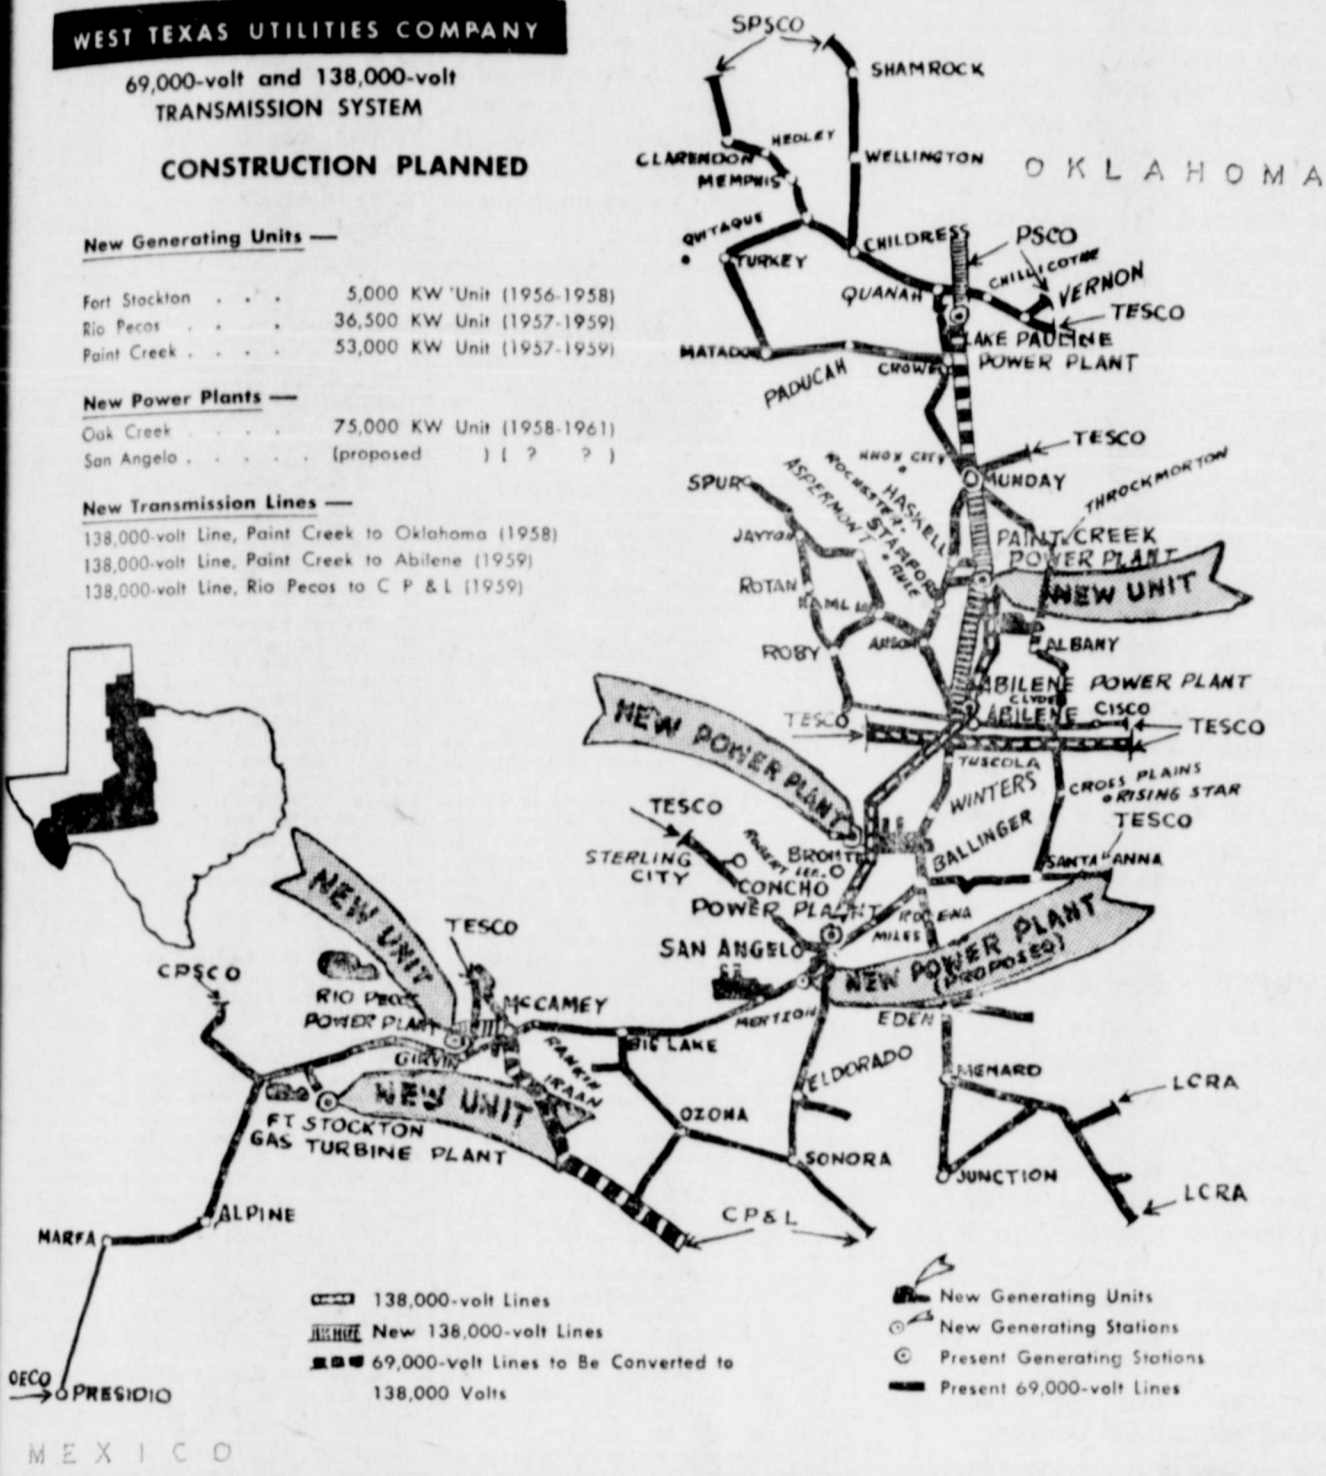 WEST TEXAS UTILITIES COMPANY
69,000-volt and 138,000-volt
TRANSMISSION SYSTEM
CONSTRUCTION PLANNED
New Generating Units —
Fort Stockton . . . 5,000 KW Unit (1956-1958)
Rio Pecos . . . 36,500 KW Unit (1957-1959)
Paint Creek . . . . 53,000 KW Unit (1957-1959)
New Power Plants —
Oak Creek . . . . 75,000 KW Unit (1958-1961)
San Angelo . . . . . (proposed ) ( ? ? )
New Transmission Lines —
138,000-volt Line, Paint Creek to Oklahoma (1958)
138,000-volt Line, Paint Creek to Abilene (1959)
138,000-volt Line, Rio Pecos to C P & L (1959)
SPSCO
SHAMROCK
HEDLEY
CLARENDON
WELLINGTON
MEMPHIS
OKLAHOMA
QUITAQUE
CHILDRESS
PSCO
TURKEY
CHILLICOTHE
VERNON
QUANAH
TESCO
LAKE PAULINE
POWER PLANT
MATADOR
CROWELL
PADUCAH
TESCO
KNOX CITY
MUNDAY
THROCKMORTON
SPUR
ASPERMONT
ROCHESTER
HASKELL
STAMFORD
RULE
JAYTON
PAINT CREEK
POWER PLANT
NEW UNIT
ROTAN
HAMLIN
ROBY
ANSON
ALBANY
ABILENE POWER PLANT
CLYDE
ABILENE
CISCO
TESCO
TESCO
NEW POWER PLANT
TUSCOLA
WINTERS
CROSS PLAINS
RISING STAR
TESCO
TESCO
BALLINGER
SANTA ANNA
STERLING
CITY
ROBERT
LEE
BRONTE
CONCHO
POWER PLANT
ROWENA
MILES
SAN ANGELO
NEW POWER PLANT
(PROPOSED)
NEW UNIT
TESCO
CPSCO
RIO PECOS
POWER PLANT
MCCAMEY
MERTZON
EDEN
GIRVIN
RANKIN
IRAAN
BIG LAKE
ELDORADO
MENARD
LCRA
NEW UNIT
FT STOCKTON
GAS TURBINE PLANT
OZONA
SONORA
JUNCTION
LCRA
ALPINE
CP&L
MARFA
OECO
PRESIDIO
MEXICO
138,000-volt Lines
New 138,000-volt Lines
69,000-volt Lines to Be Converted to
138,000 Volts
New Generating Units
New Generating Stations
Present Generating Stations
Present 69,000-volt Lines